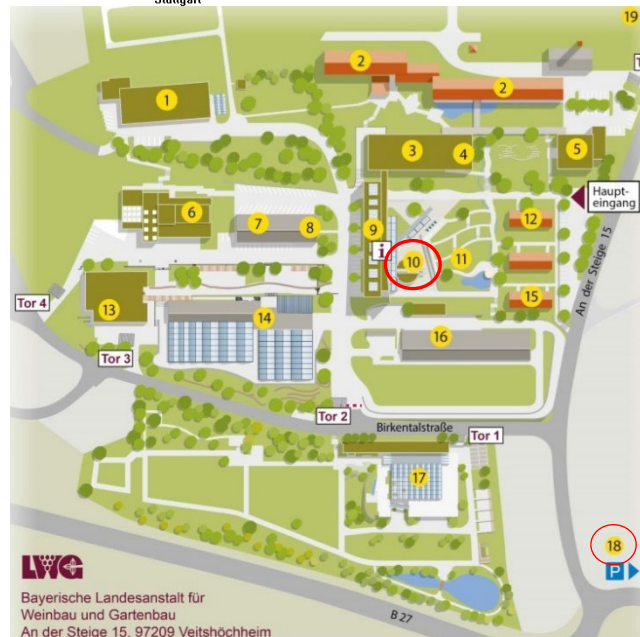 Stuttgart
19
2
T
2
1
3
4
5
Haupt-
eingang
6
7
8
9
12
i
10
11
An der Steige 15
13
Tor 4
14
15
16
Tor 3
Tor 2
Birkentalstraße
Tor 1
17
18
P
LWG
Bayerische Landesanstalt für
Weinbau und Gartenbau
An der Steige 15, 97209 Veitshöchheim
B 27